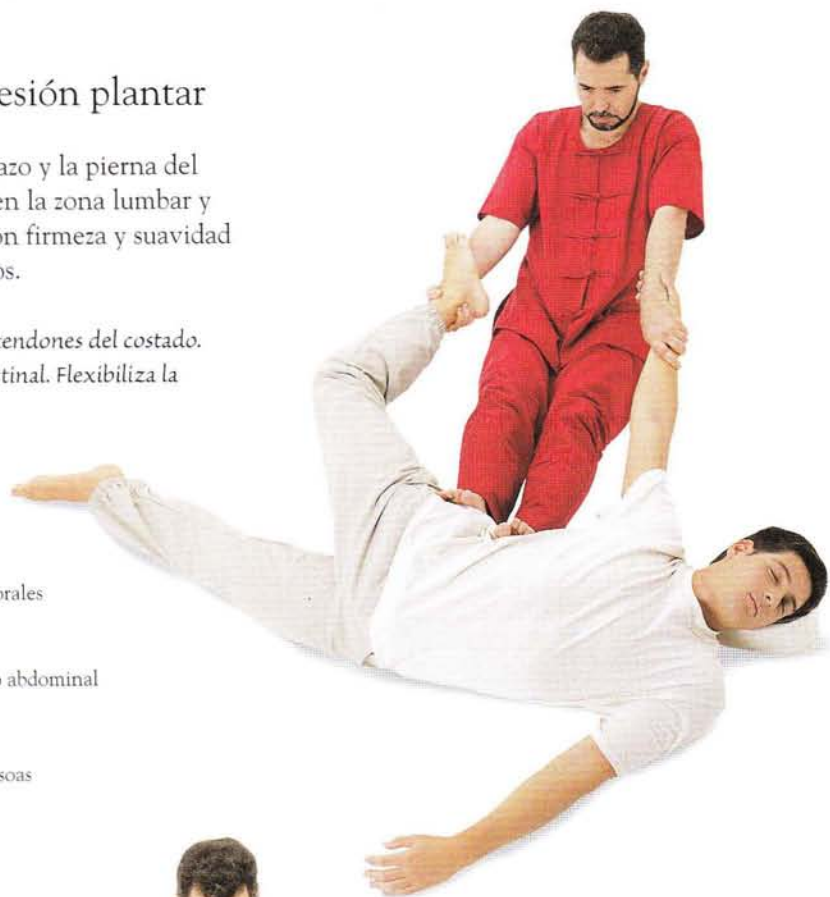 esión plantar
azo y la pierna del
en la zona lumbar y
on firmeza y suavidad
os.
tendones del costado.
tinal. Flexibiliza la
orales
o abdominal
soas